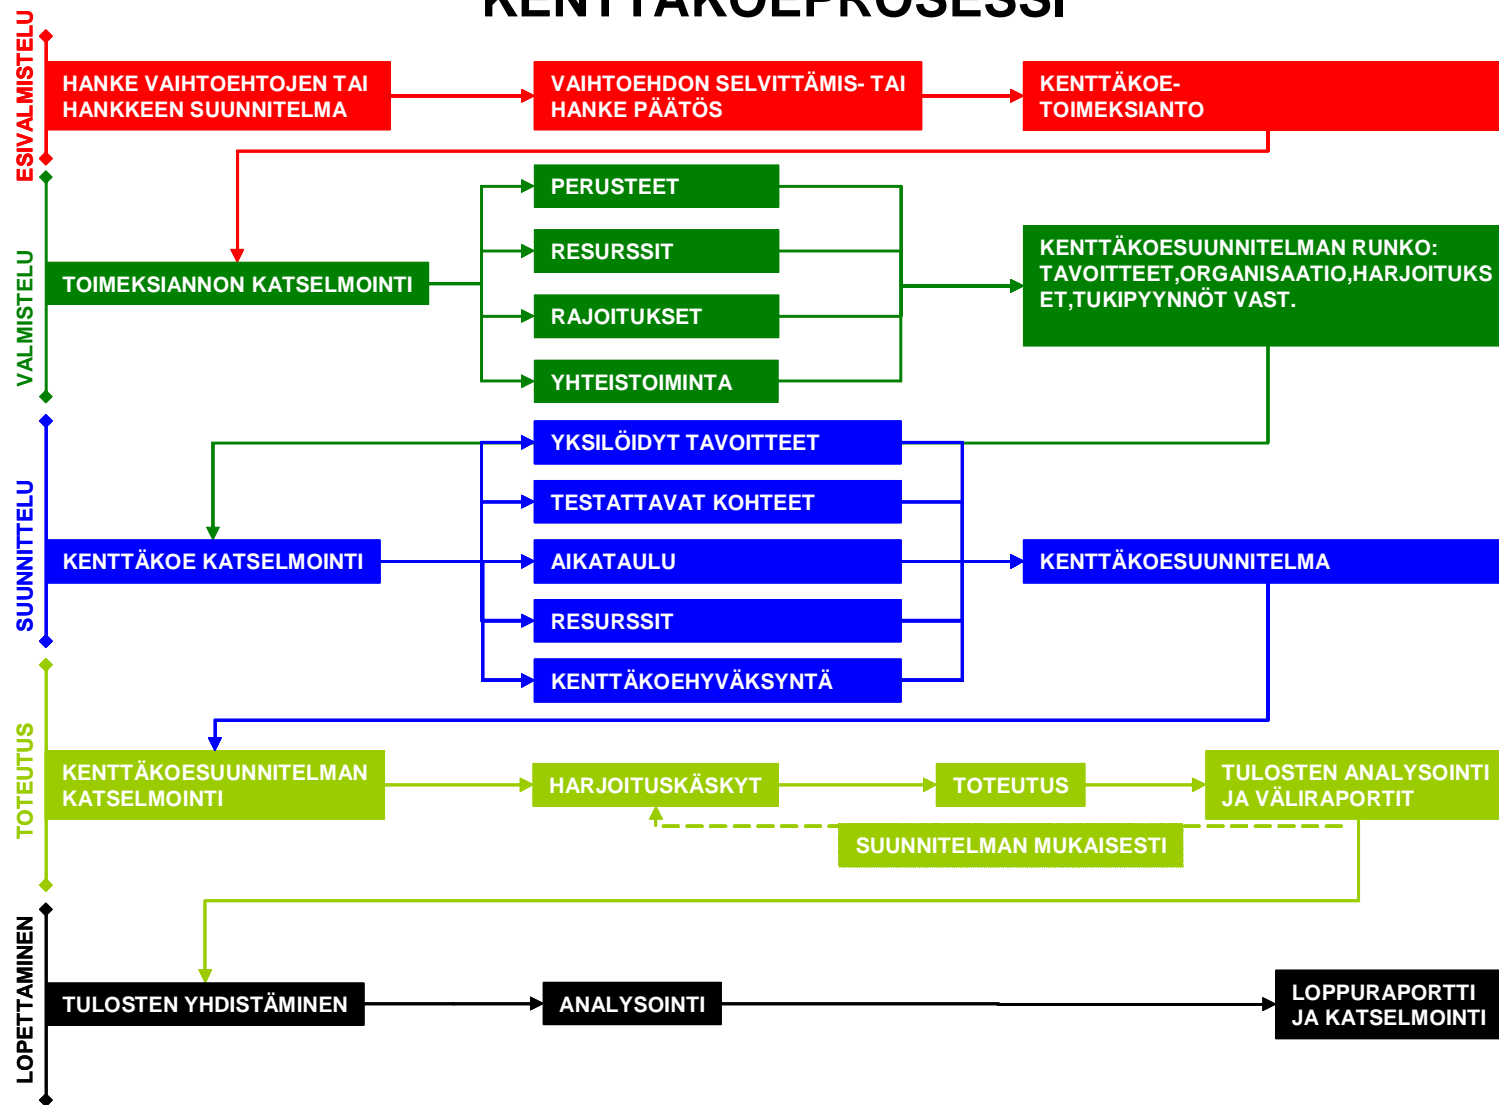 KENTTÄKOEPROSESSI
ESIVALMISTELU
HANKE VAIHTOEHTOJEN TAI
HANKKEEN SUUNNITELMA
VAIHTOEHDON SELVITTÄMIS- TAI
HANKE PÄÄTÖS
KENTTÄKOE-
TOIMEKSIANTO
VALMISTELU
TOIMEKSIANNON KATSELMOINTI
PERUSTEET
RESURSSIT
RAJOITUKSET
YHTEISTOIMINTA
KENTTÄKOESUUNNITELMAN RUNKO:
TAVOITTEET,ORGANISAATIO,HARJOITUKS
ET,TUKIPYYNNÖT VAST.
SUUNNITTELU
KENTTÄKOE KATSELMOINTI
YKSILÖIDYT TAVOITTEET
TESTATTAVAT KOHTEET
AIKATAULU
RESURSSIT
KENTTÄKOEHYVÄKSYNTÄ
KENTTÄKOESUUNNITELMA
TOTEUTUS
KENTTÄKOESUUNNITELMAN
KATSELMOINTI
HARJOITUSKÄSKYT
TOTEUTUS
TULOSTEN ANALYSOINTI
JA VÄLIRAPORTIT
SUUNNITELMAN MUKAISESTI
LOPETTAMINEN
TULOSTEN YHDISTÄMINEN
ANALYSOINTI
LOPPURAPORTTI
JA KATSELMOINTI